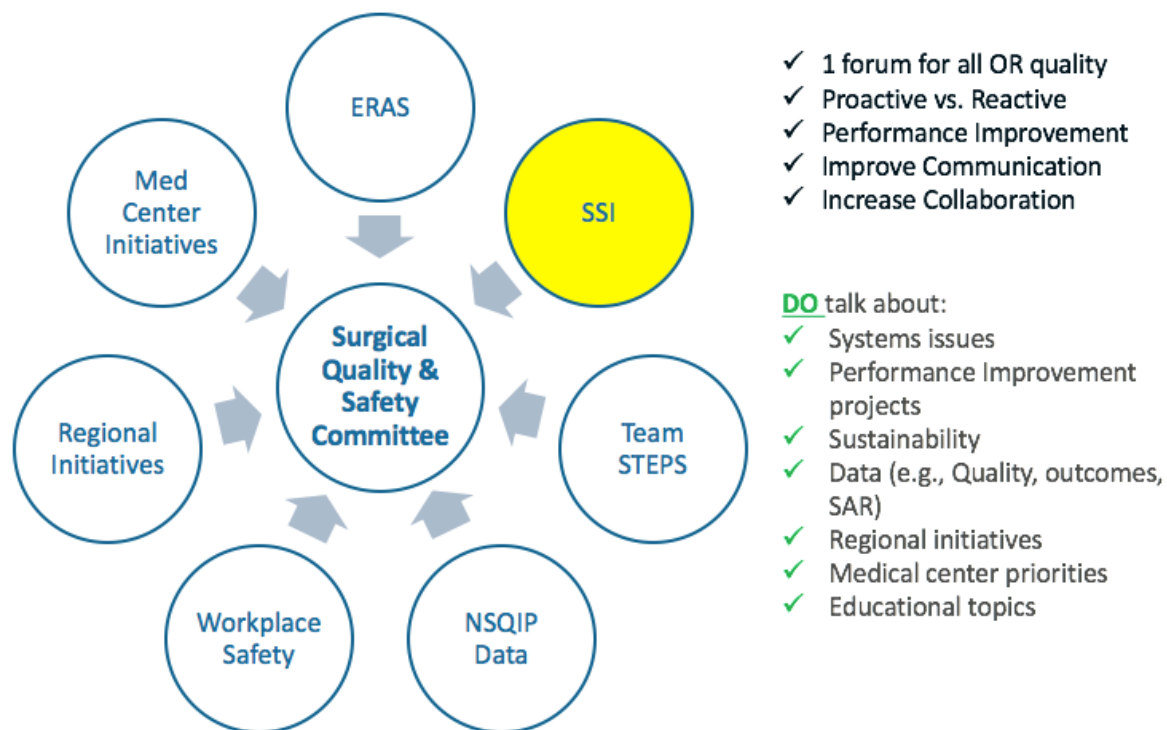 ERAS
SSI
Team
STEPS
NSQIP
Data
Workplace
Safety
Regional
Initiatives
Med
Center
Initiatives
Surgical
Quality &
Safety
Committee
✓ 1 forum for all OR quality
✓ Proactive vs. Reactive
✓ Performance Improvement
✓ Improve Communication
✓ Increase Collaboration
DO talk about:
✓ Systems issues
✓ Performance Improvement
projects
✓ Sustainability
✓ Data (e.g., Quality, outcomes,
SAR)
✓ Regional initiatives
✓ Medical center priorities
✓ Educational topics